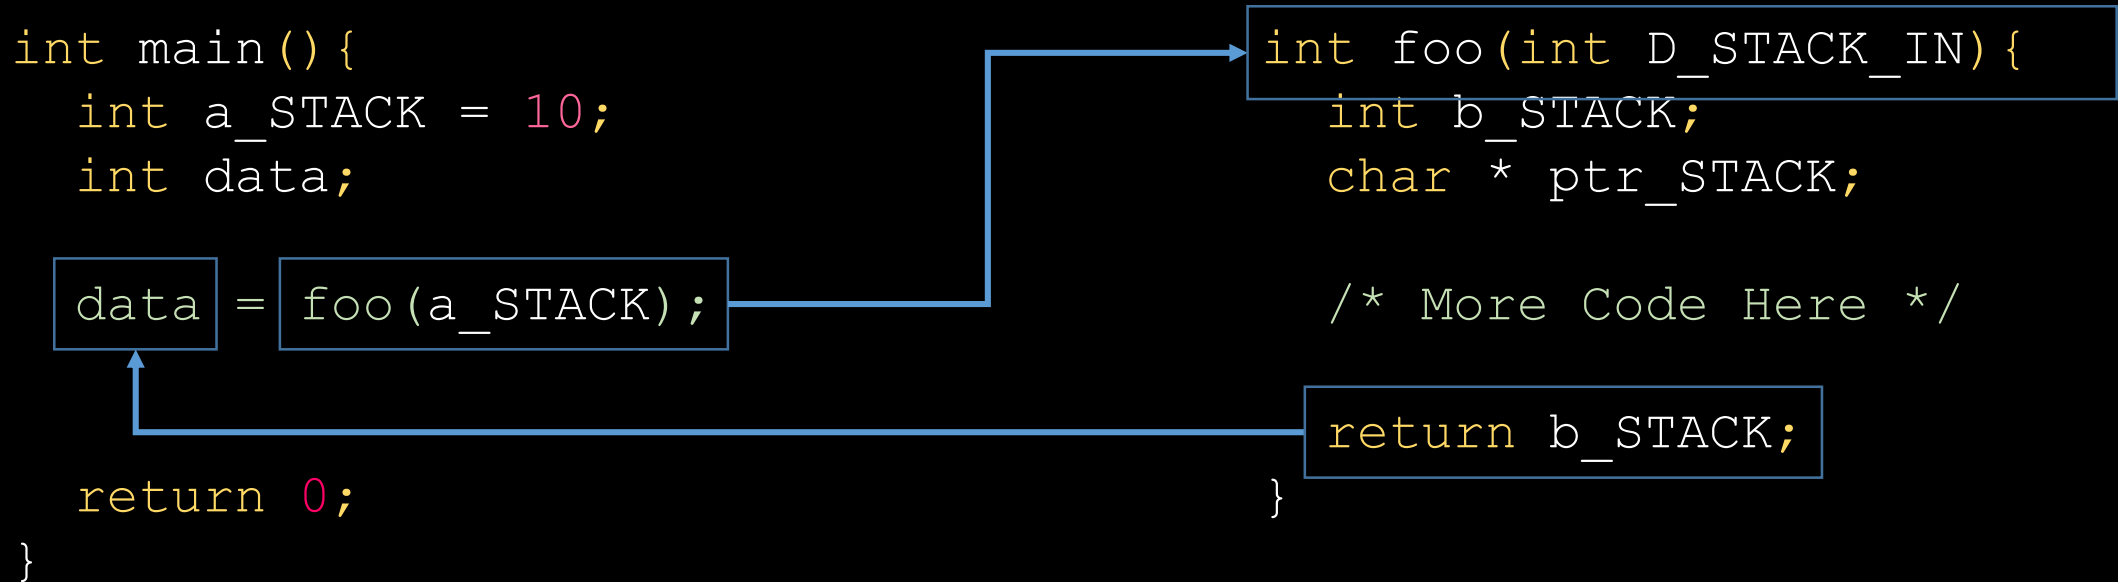 int main(){
  int a_STACK = 10;
  int data;
  data = foo(a_STACK);
  return 0;
}
int foo(int D_STACK_IN){
  int b_STACK;
  char * ptr_STACK;
  /* More Code Here */
  return b_STACK;
}